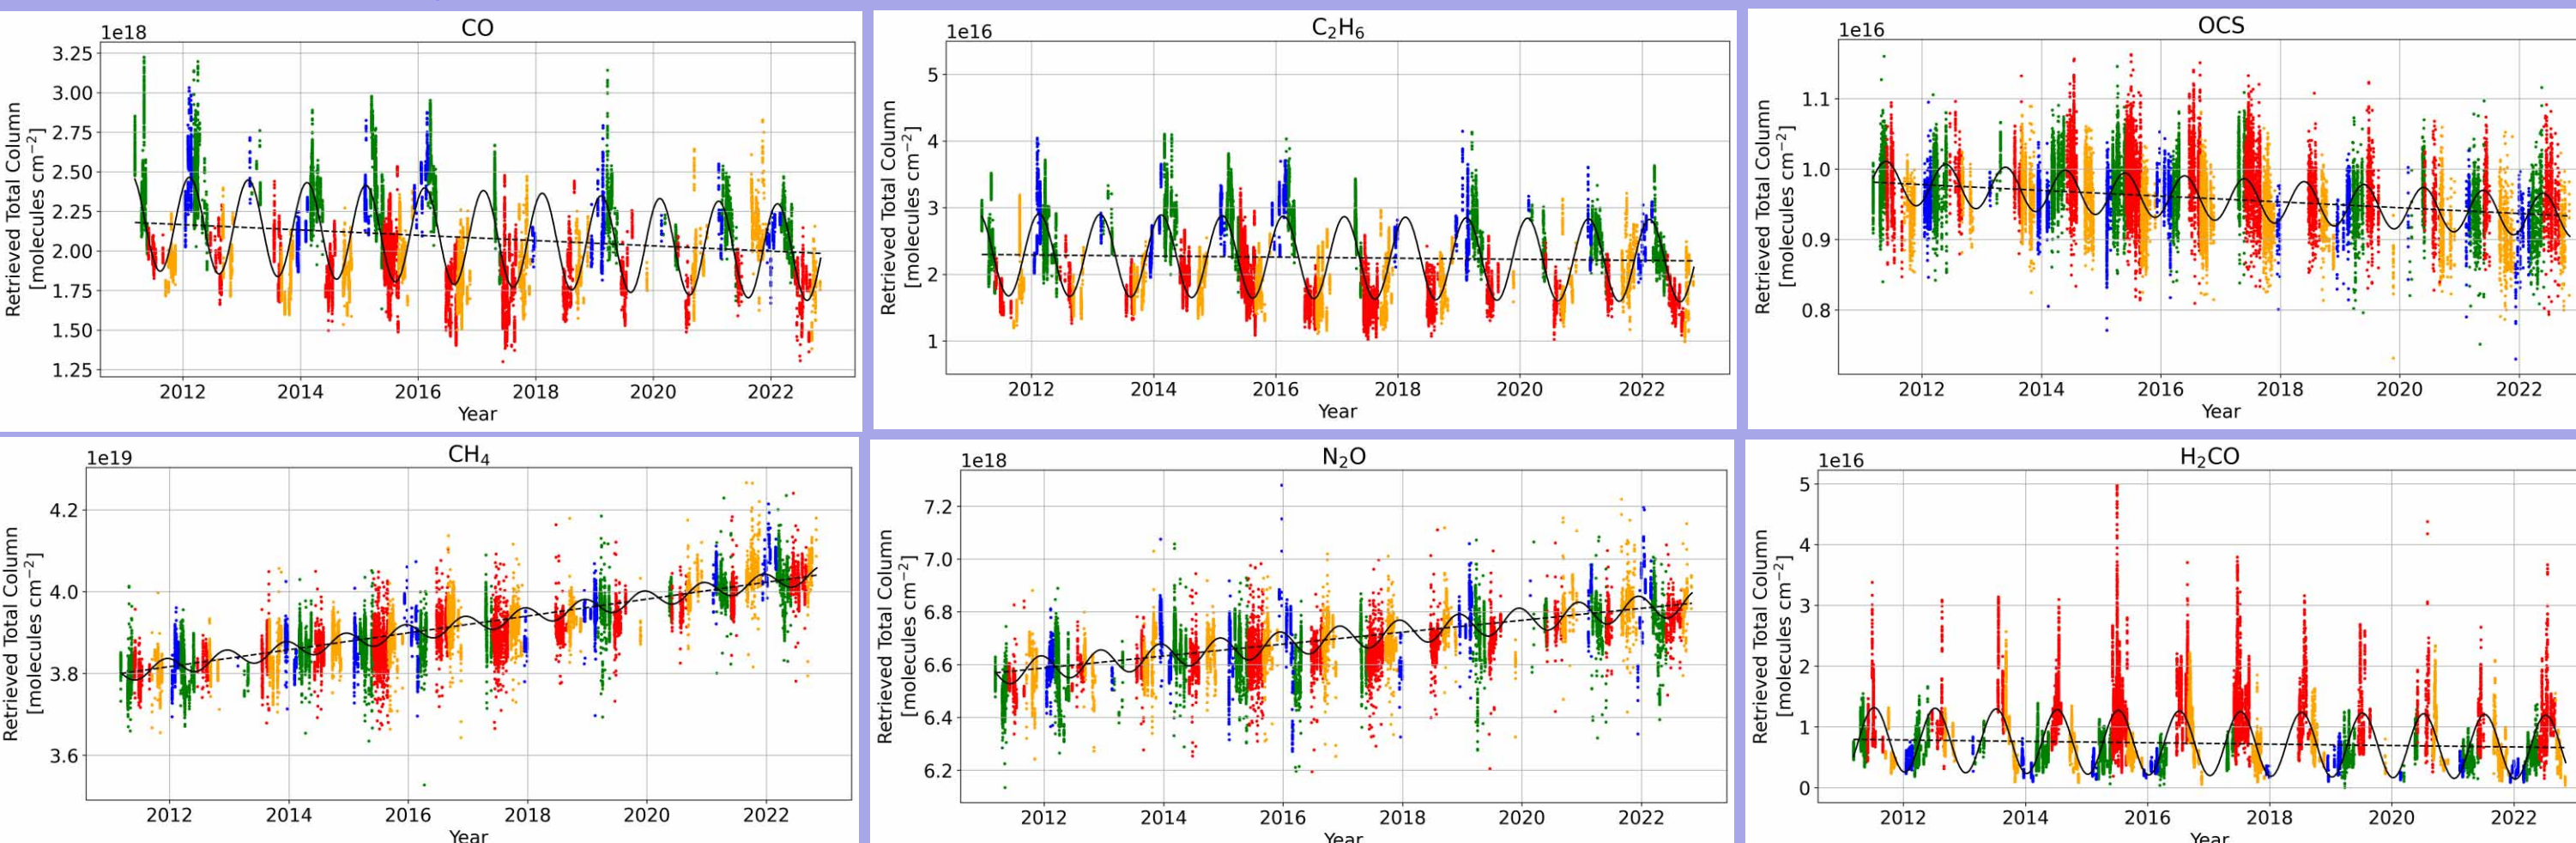 CO
1e18
3.25
3.00
2.75
2.50
2.25
2.00
1.75
1.50
1.25
Retrieved Total Column
[molecules cm⁻²]
2012 2014 2016 2018 2020 2022
Year
C₂H₆
1e16
5
4
3
2
1
Retrieved Total Column
[molecules cm⁻²]
2012 2014 2016 2018 2020 2022
Year
OCS
1e16
1.1
1.0
0.9
0.8
Retrieved Total Column
[molecules cm⁻²]
2012 2014 2016 2018 2020 2022
Year
CH₄
1e19
4.2
4.0
3.8
3.6
Retrieved Total Column
[molecules cm⁻²]
2012 2014 2016 2018 2020 2022
Year
N₂O
1e18
7.2
7.0
6.8
6.6
6.4
6.2
Retrieved Total Column
[molecules cm⁻²]
2012 2014 2016 2018 2020 2022
Year
H₂CO
1e16
5
4
3
2
1
0
Retrieved Total Column
[molecules cm⁻²]
2012 2014 2016 2018 2020 2022
Year